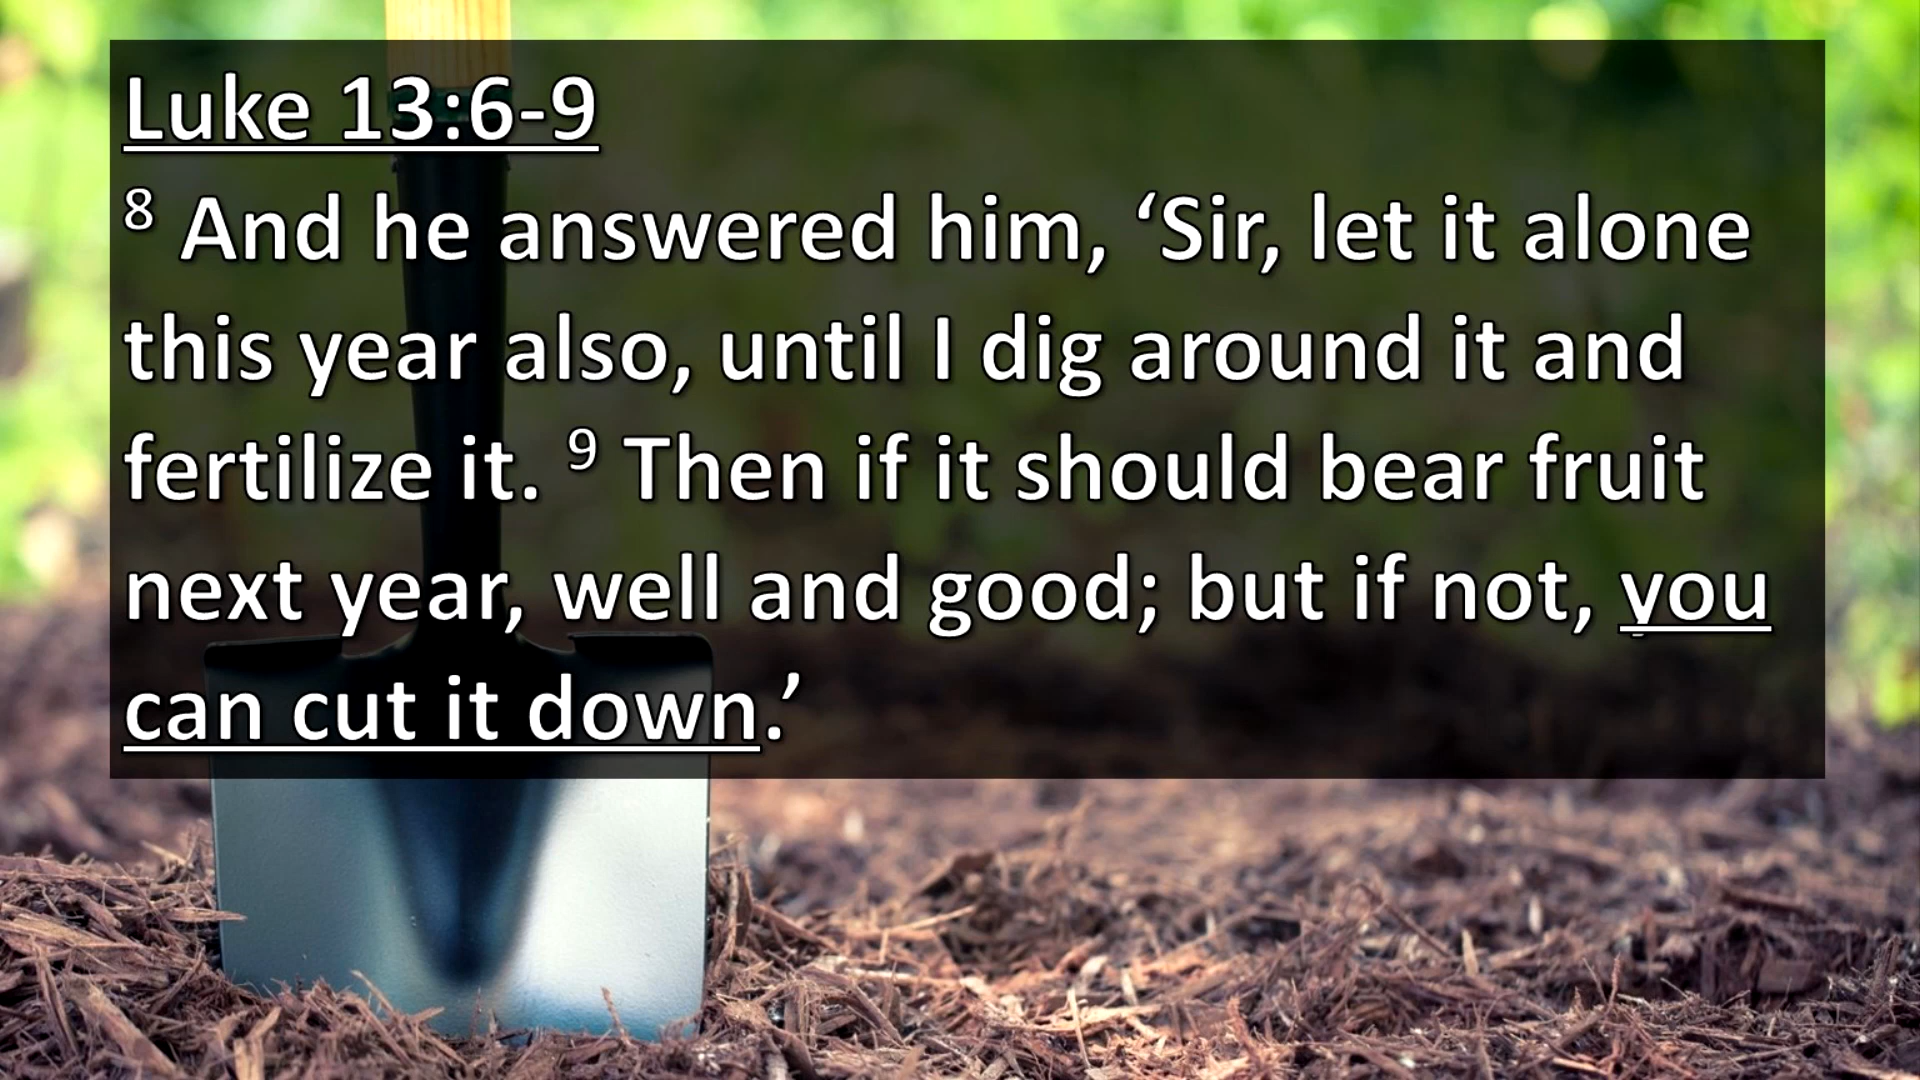 Luke 13:6-9
⁸ And he answered him, ‘Sir, let it alone
this year also, until I dig around it and
fertilize it. ⁹ Then if it should bear fruit
next year, well and good; but if not, you
can cut it down.’